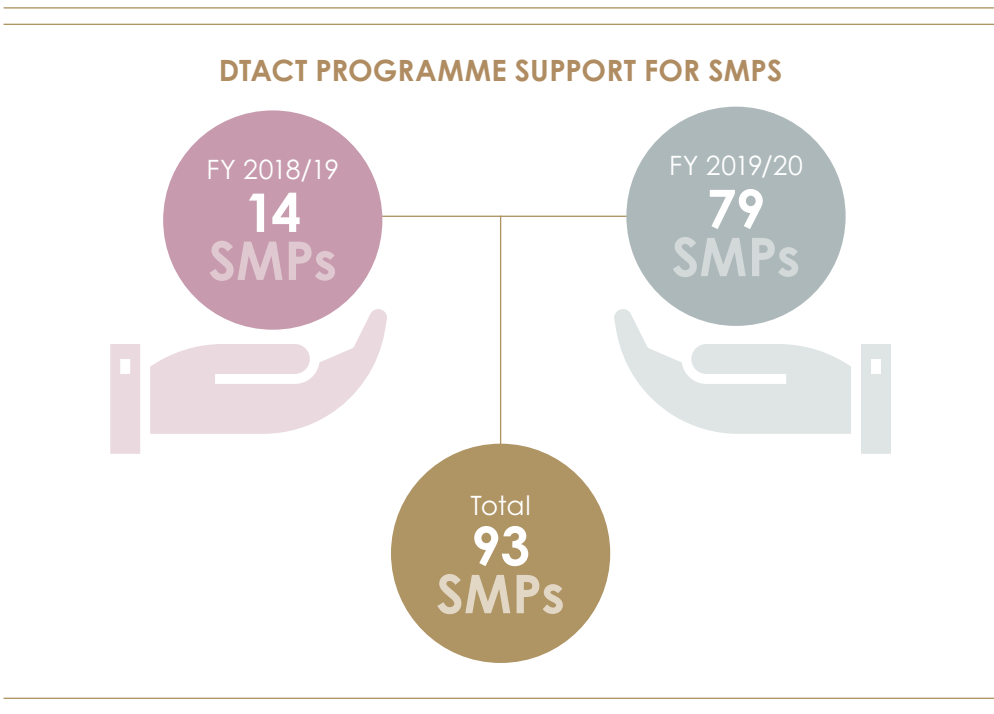 DTACT PROGRAMME SUPPORT FOR SMPS
FY 2018/19
14
SMPs
FY 2019/20
79
SMPs
Total
93
SMPs